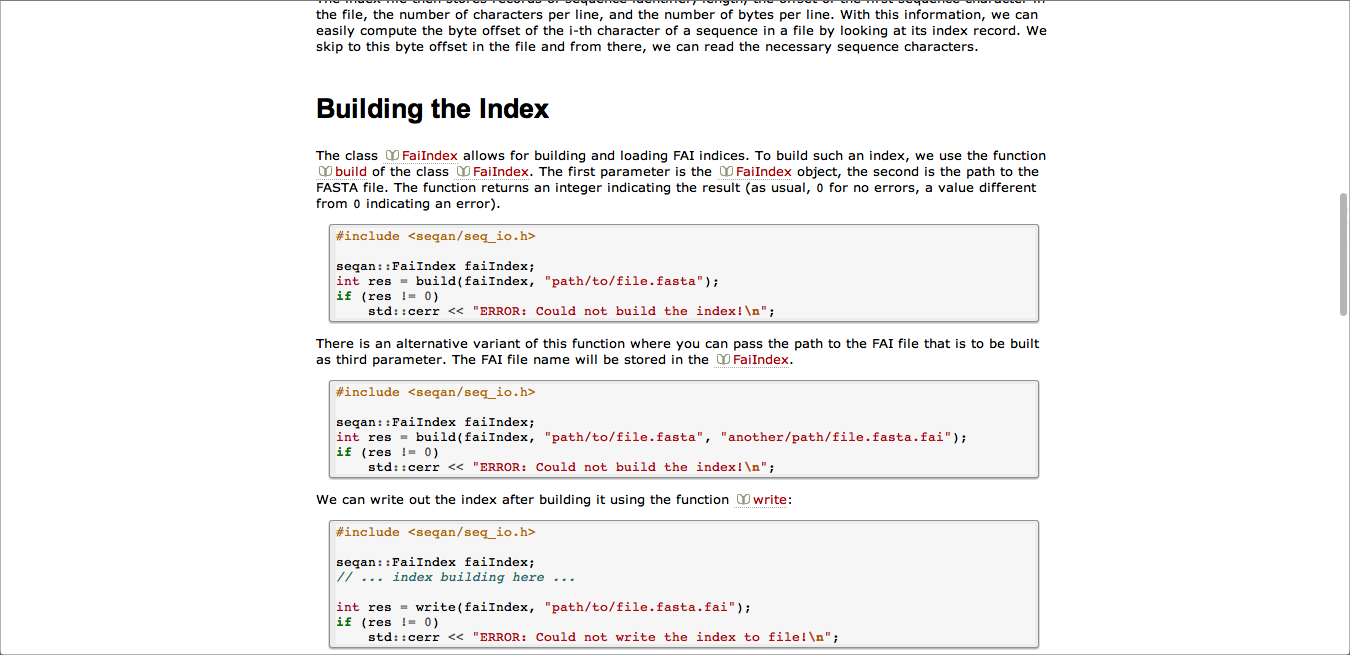 the file, the number of characters per line, and the number of bytes per line. With this information, we can
easily compute the byte offset of the i-th character of a sequence in a file by looking at its index record. We
skip to this byte offset in the file and from there, we can read the necessary sequence characters.
Building the Index
The class FaiIndex allows for building and loading FAI indices. To build such an index, we use the function
build of the class FaiIndex. The first parameter is the FaiIndex object, the second is the path to the
FASTA file. The function returns an integer indicating the result (as usual, 0 for no errors, a value different
from 0 indicating an error).
#include <seqan/seq_io.h>
seqan::FaiIndex faiIndex;
int res = build(faiIndex, "path/to/file.fasta");
if (res != 0)
    std::cerr << "ERROR: Could not build the index!\n";
There is an alternative variant of this function where you can pass the path to the FAI file that is to be built
as third parameter. The FAI file name will be stored in the FaiIndex.
#include <seqan/seq_io.h>
seqan::FaiIndex faiIndex;
int res = build(faiIndex, "path/to/file.fasta", "another/path/file.fasta.fai");
if (res != 0)
    std::cerr << "ERROR: Could not build the index!\n";
We can write out the index after building it using the function write:
#include <seqan/seq_io.h>
seqan::FaiIndex faiIndex;
// ... index building here ...
int res = write(faiIndex, "path/to/file.fasta.fai");
if (res != 0)
    std::cerr << "ERROR: Could not write the index to file!\n";